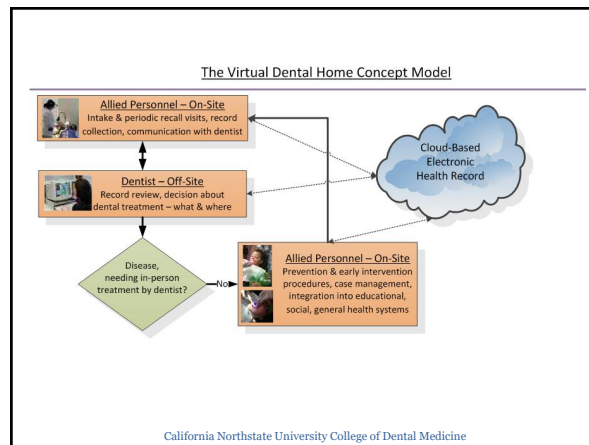 The Virtual Dental Home Concept Model
Allied Personnel – On-Site
Intake & periodic recall visits, record
collection, communication with dentist
Dentist – Off-Site
Record review, decision about
dental treatment – what & where
Cloud-Based
Electronic
Health Record
Disease,
needing in-person
treatment by dentist?
No
Allied Personnel – On-Site
Prevention & early intervention
procedures, case management,
integration into educational,
social, general health systems
California Northstate University College of Dental Medicine